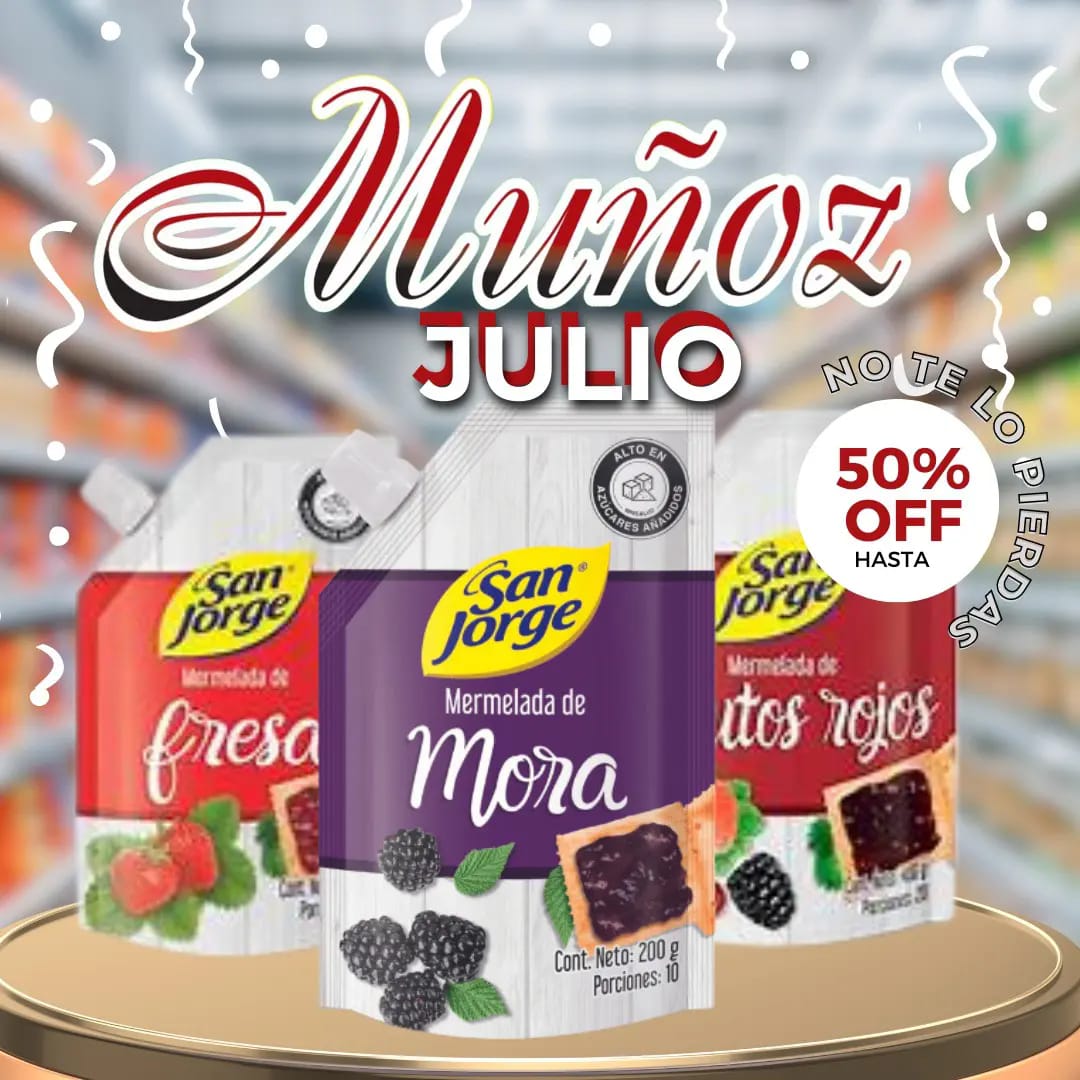 Muñoz
JULIO
NO TE LO PIERDAS
50%
OFF
HASTA
ALTO EN
AZÚCARES AÑADIDOS
San
Jorge
Mermelada de
fresa
San®
Jorge
Mermelada de
Mora
Cont. Neto: 200 g
Porciones: 10
San
Jorge
Mermelada de
utos rojos